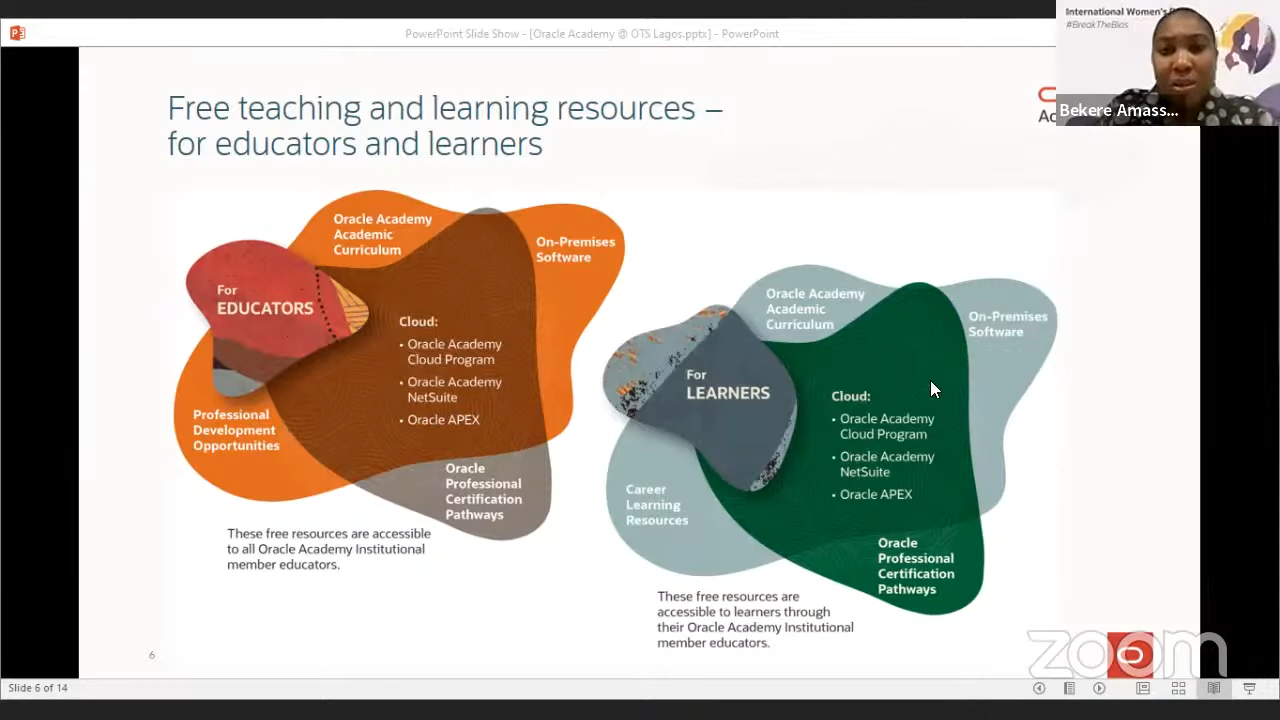 PowerPoint Slide Show - [Oracle Academy @ OTS Lagos.pptx] - PowerPoint
International Women's
#BreakTheBias
Bekere Amass...
Free teaching and learning resources –
for educators and learners
For
EDUCATORS
Oracle Academy
Academic
Curriculum
On-Premises
Software
Cloud:
• Oracle Academy
Cloud Program
• Oracle Academy
NetSuite
• Oracle APEX
Professional
Development
Opportunities
Oracle
Professional
Certification
Pathways
These free resources are accessible
to all Oracle Academy Institutional
member educators.
For
LEARNERS
Oracle Academy
Academic
Curriculum
On-Premises
Software
Cloud:
• Oracle Academy
Cloud Program
• Oracle Academy
NetSuite
• Oracle APEX
Career
Learning
Resources
Oracle
Professional
Certification
Pathways
These free resources are
accessible to learners through
their Oracle Academy Institutional
member educators.
6
zoom
Slide 6 of 14